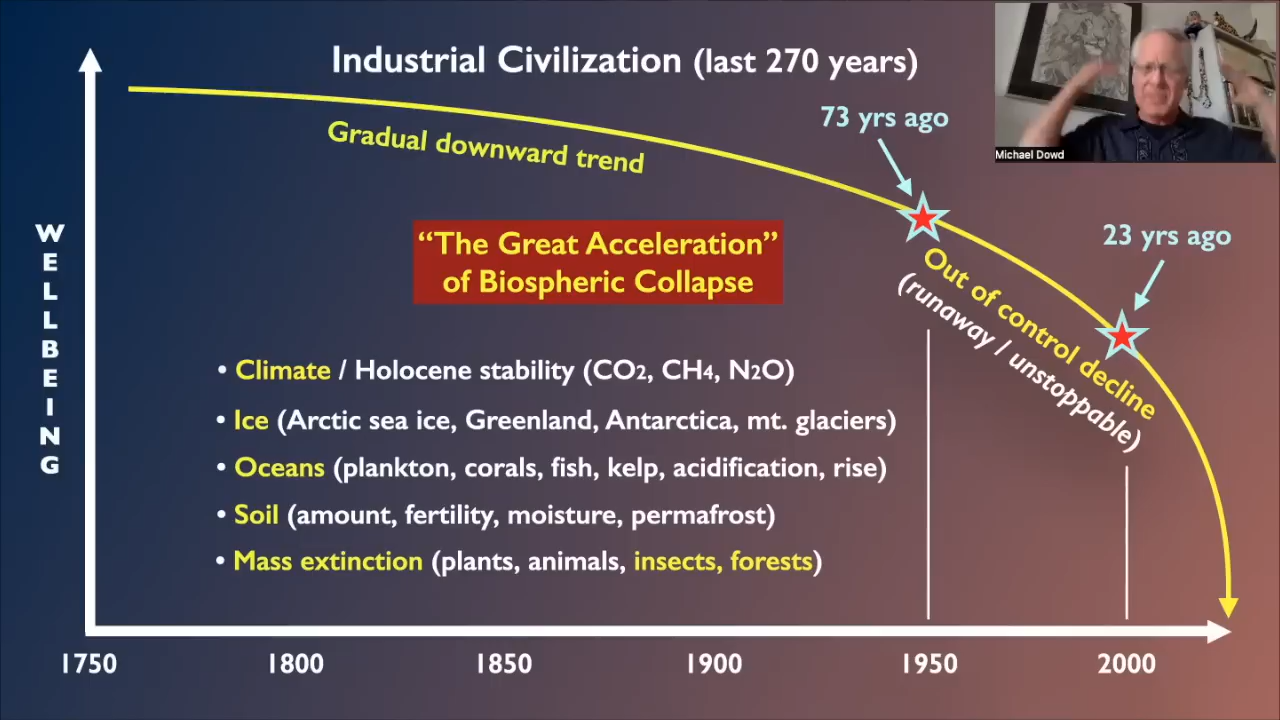 Industrial Civilization (last 270 years)
Michael Dowd
73 yrs ago
Gradual downward trend
23 yrs ago
WELLBEING
“The Great Acceleration”
of Biospheric Collapse
Out of control decline
(runaway / unstoppable)
• Climate / Holocene stability (CO2, CH4, N2O)
• Ice (Arctic sea ice, Greenland, Antarctica, mt. glaciers)
• Oceans (plankton, corals, fish, kelp, acidification, rise)
• Soil (amount, fertility, moisture, permafrost)
• Mass extinction (plants, animals, insects, forests)
1750 1800 1850 1900 1950 2000